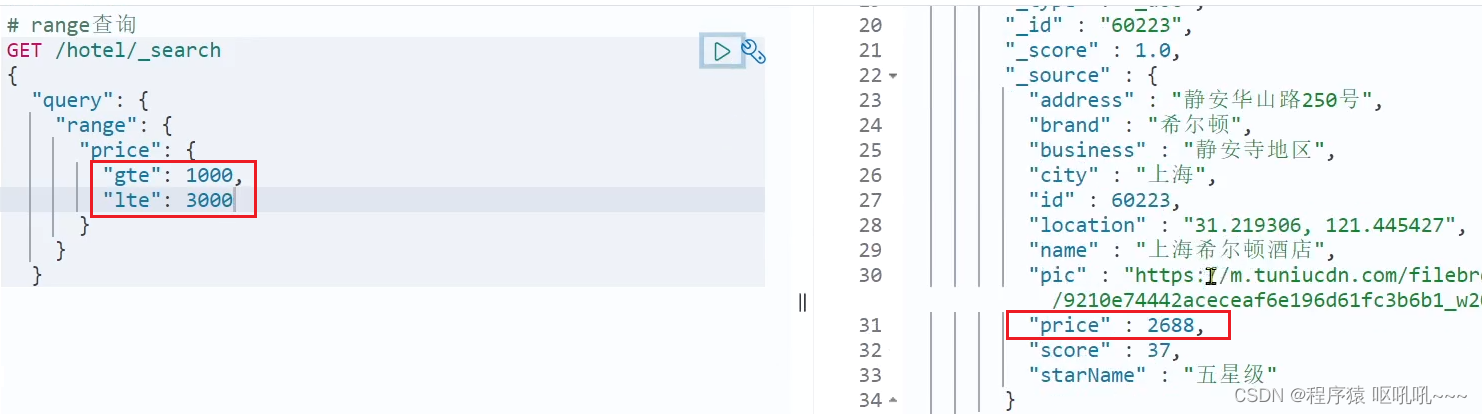 # range查询
GET /hotel/_search
{
"query": {
"range": {
"price": {
"gte": 1000,
"lte": 3000
}
}
}
20 "_id" : "60223",
21 "_score" : 1.0,
22 "_source" : {
23 "address" : "静安华山路250号",
24 "brand" : "希尔顿",
25 "business" : "静安寺地区",
26 "city" : "上海",
27 "id" : 60223,
28 "location" : "31.219306, 121.445427",
29 "name" : "上海希尔顿酒店",
30 "pic" : "https://m.tuniucdn.com/filebr
/9210e74442aceceaf6e196d61fc3b6b1_w2
31 "price" : 2688,
32 "score" : 37,
33 "starName" : "五星级"
34 }
CSDN @程序猿 呕吼吼~~~